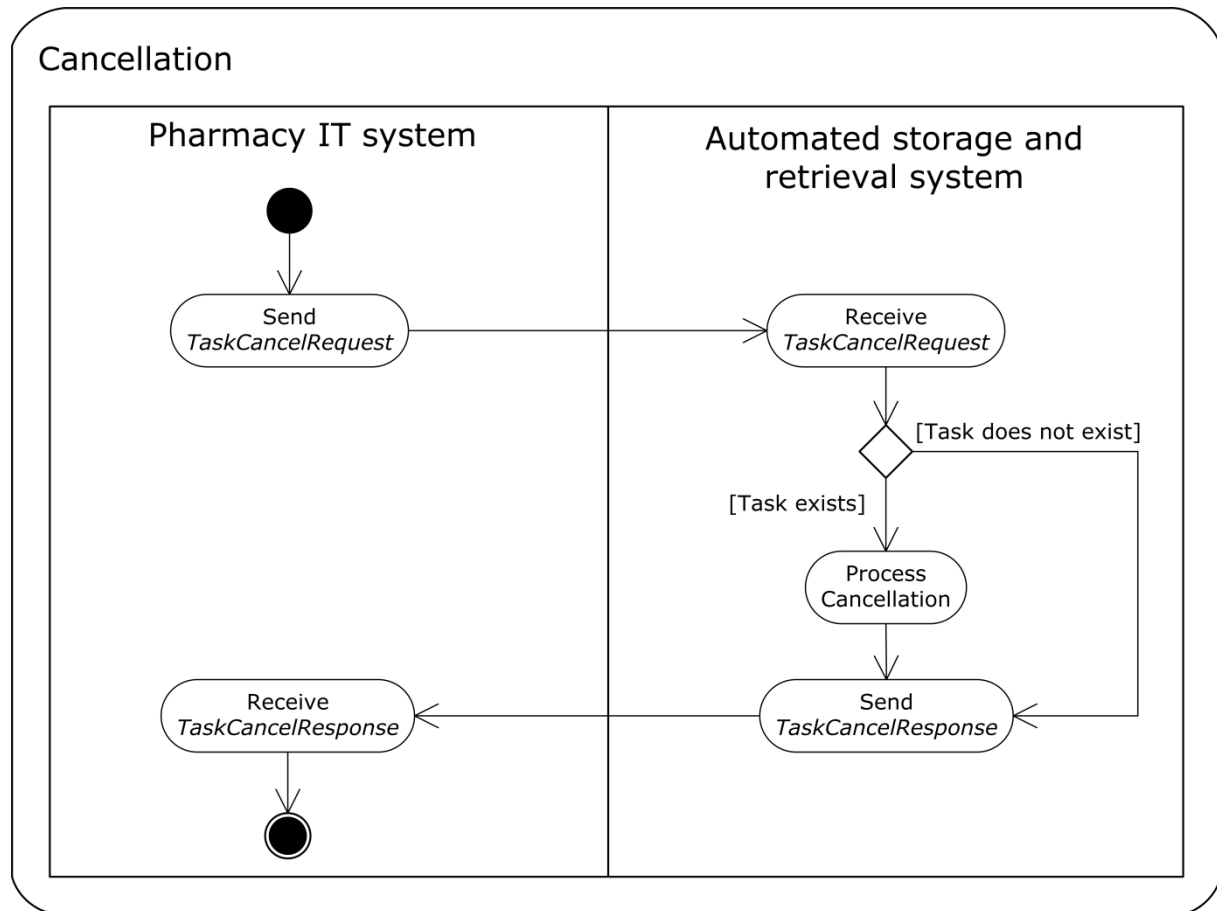 Cancellation
Pharmacy IT system
Automated storage and
retrieval system
Send
TaskCancelRequest
Receive
TaskCancelRequest
[Task does not exist]
[Task exists]
Process
Cancellation
Receive
TaskCancelResponse
Send
TaskCancelResponse